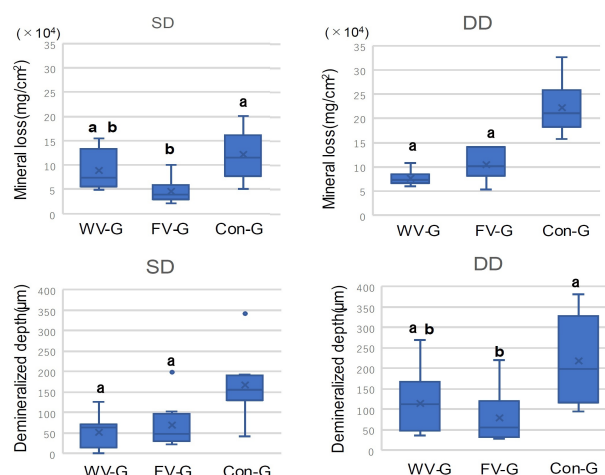 SD
(×10⁴)
Mineral loss(mg/cm²)
35
30
25
20
15
10
5
0
a b
b
a
WV-G FV-G Con-G
DD
(×10⁴)
Mineral loss(mg/cm²)
35
30
25
20
15
10
5
0
a
a
WV-G FV-G Con-G
SD
Demineralized depth(μm)
400
350
300
250
200
150
100
50
0
a
a
WV-G FV-G Con-G
DD
Demineralized depth(μm)
400
350
300
250
200
150
100
50
0
a b
b
a
WV-G FV-G Con-G